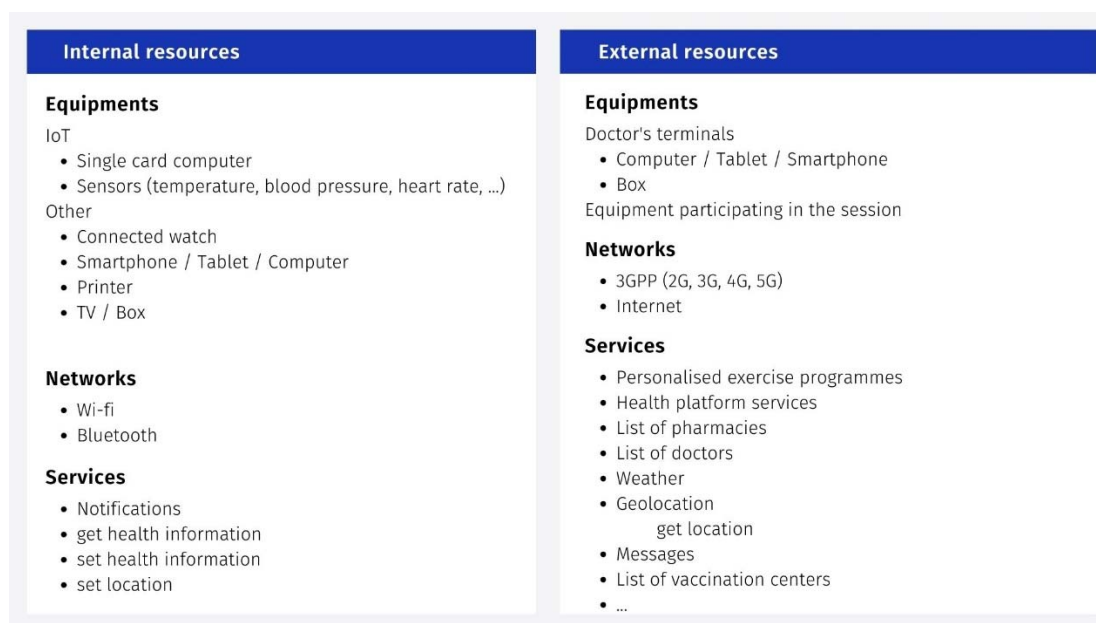 Internal resources
Equipments
IoT
• Single card computer
• Sensors (temperature, blood pressure, heart rate, ...)
Other
• Connected watch
• Smartphone / Tablet / Computer
• Printer
• TV / Box
Networks
• Wi-fi
• Bluetooth
Services
• Notifications
• get health information
• set health information
• set location
External resources
Equipments
Doctor's terminals
• Computer / Tablet / Smartphone
• Box
Equipment participating in the session
Networks
• 3GPP (2G, 3G, 4G, 5G)
• Internet
Services
• Personalised exercise programmes
• Health platform services
• List of pharmacies
• List of doctors
• Weather
• Geolocation
get location
• Messages
• List of vaccination centers
• ...